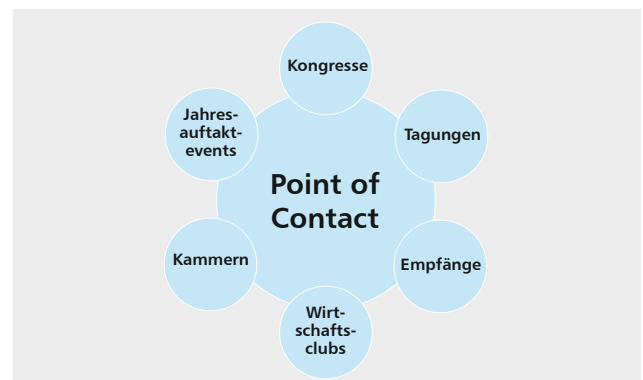 Kongresse
Jahres-
auftakt-
events
Tagungen
Point of
Contact
Kammern
Empfänge
Wirt-
schafts-
clubs